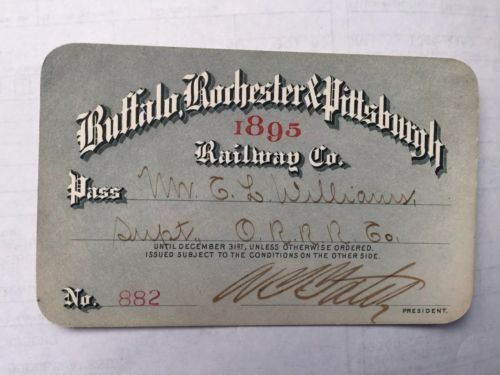 Buffalo, Rochester & Pittsburgh
1895
Railway Co.
Pass Mr. E. L. Williams,
Supt., O. R. R. R. Co.
UNTIL DECEMBER 31ST, UNLESS OTHERWISE ORDERED.
ISSUED SUBJECT TO THE CONDITIONS ON THE OTHER SIDE.
No. 882
PRESIDENT.